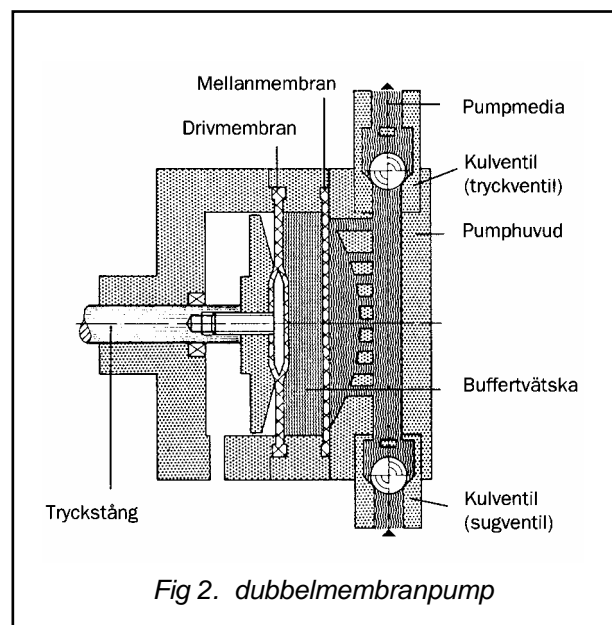 Mellanmembran
Drivmembran
Pumpmedia
Kulventil
(tryckventil)
Pumphuvud
Buffertvätska
Tryckstång
Kulventil
(sugventil)
Fig 2. dubbelmembranpump